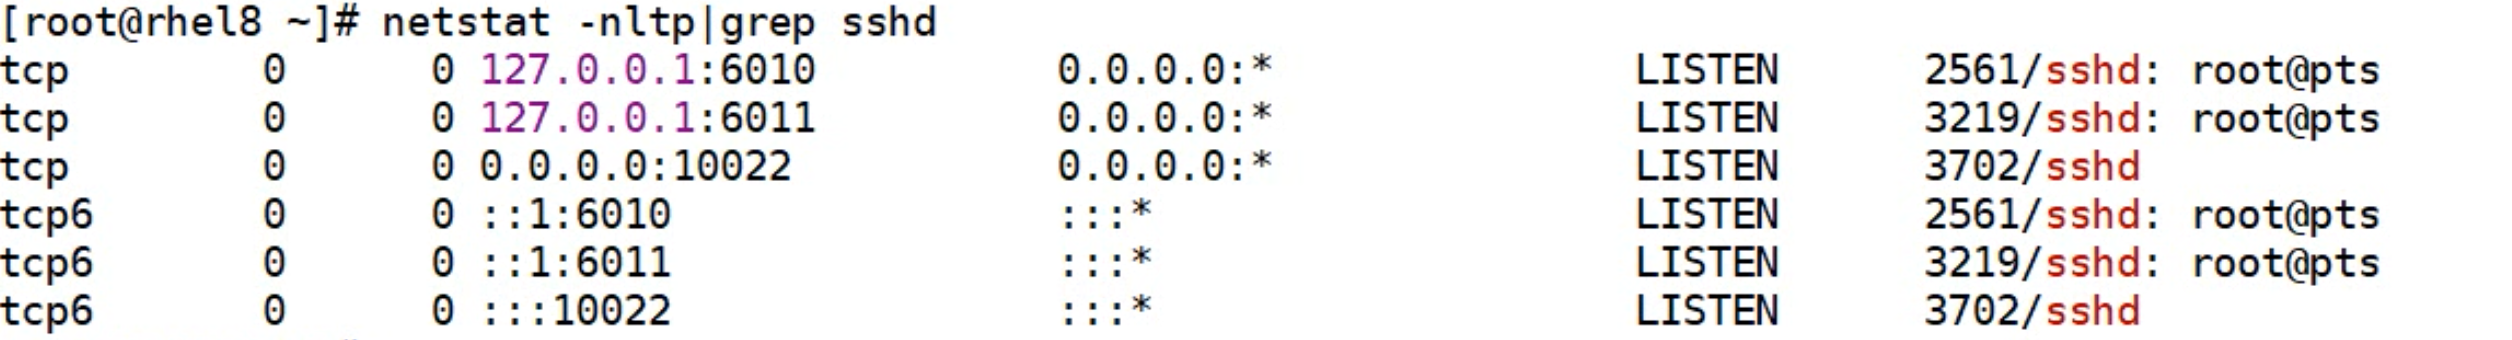 [root@rhel8 ~]# netstat -nltp|grep sshd
tcp        0      0 127.0.0.1:6010          0.0.0.0:*               LISTEN      2561/sshd: root@pts
tcp        0      0 127.0.0.1:6011          0.0.0.0:*               LISTEN      3219/sshd: root@pts
tcp        0      0 0.0.0.0:10022           0.0.0.0:*               LISTEN      3702/sshd
tcp6       0      0 ::1:6010                :::*                    LISTEN      2561/sshd: root@pts
tcp6       0      0 ::1:6011                :::*                    LISTEN      3219/sshd: root@pts
tcp6       0      0 :::10022                :::*                    LISTEN      3702/sshd